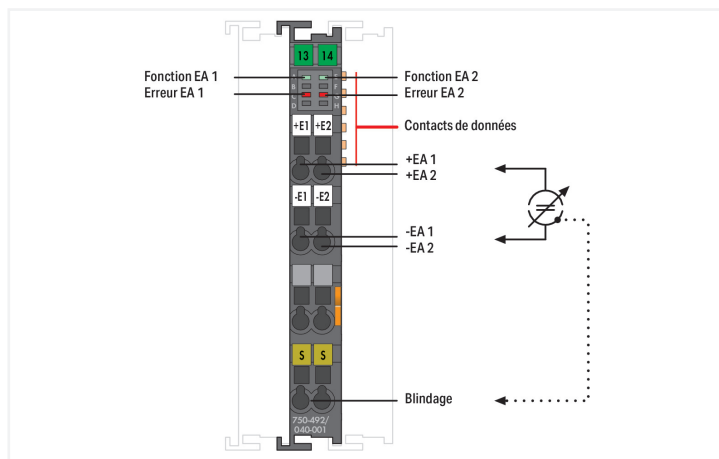 13 14
Fonction EA 1
Fonction EA 2
A E
B F
Erreur EA 1
Erreur EA 2
C G
D H
+E1 +E2
Contacts de données
+EA 1
+EA 2
-E1 -E2
-EA 1
-EA 2
S S
Blindage
750-492/
040-001